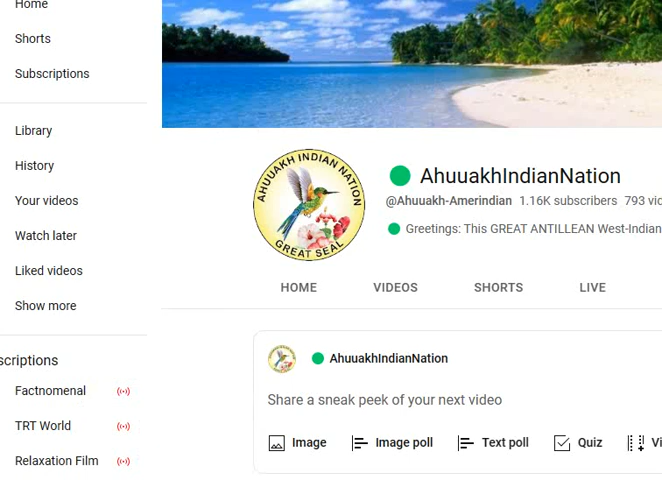 Home
Shorts
Subscriptions
Library
History
Your videos
Watch later
Liked videos
Show more
scriptions
Factnomenal
TRT World
Relaxation Film
AHUUAKH INDIAN NATION
GREAT SEAL
AhuuakhIndianNation
@Ahuuakh-Amerindian 1.16K subscribers 793 vid
Greetings: This GREAT ANTILLEAN West-Indian
HOME VIDEOS SHORTS LIVE
AhuuakhIndianNation
Share a sneak peek of your next video
Image Image poll Text poll Quiz Vi